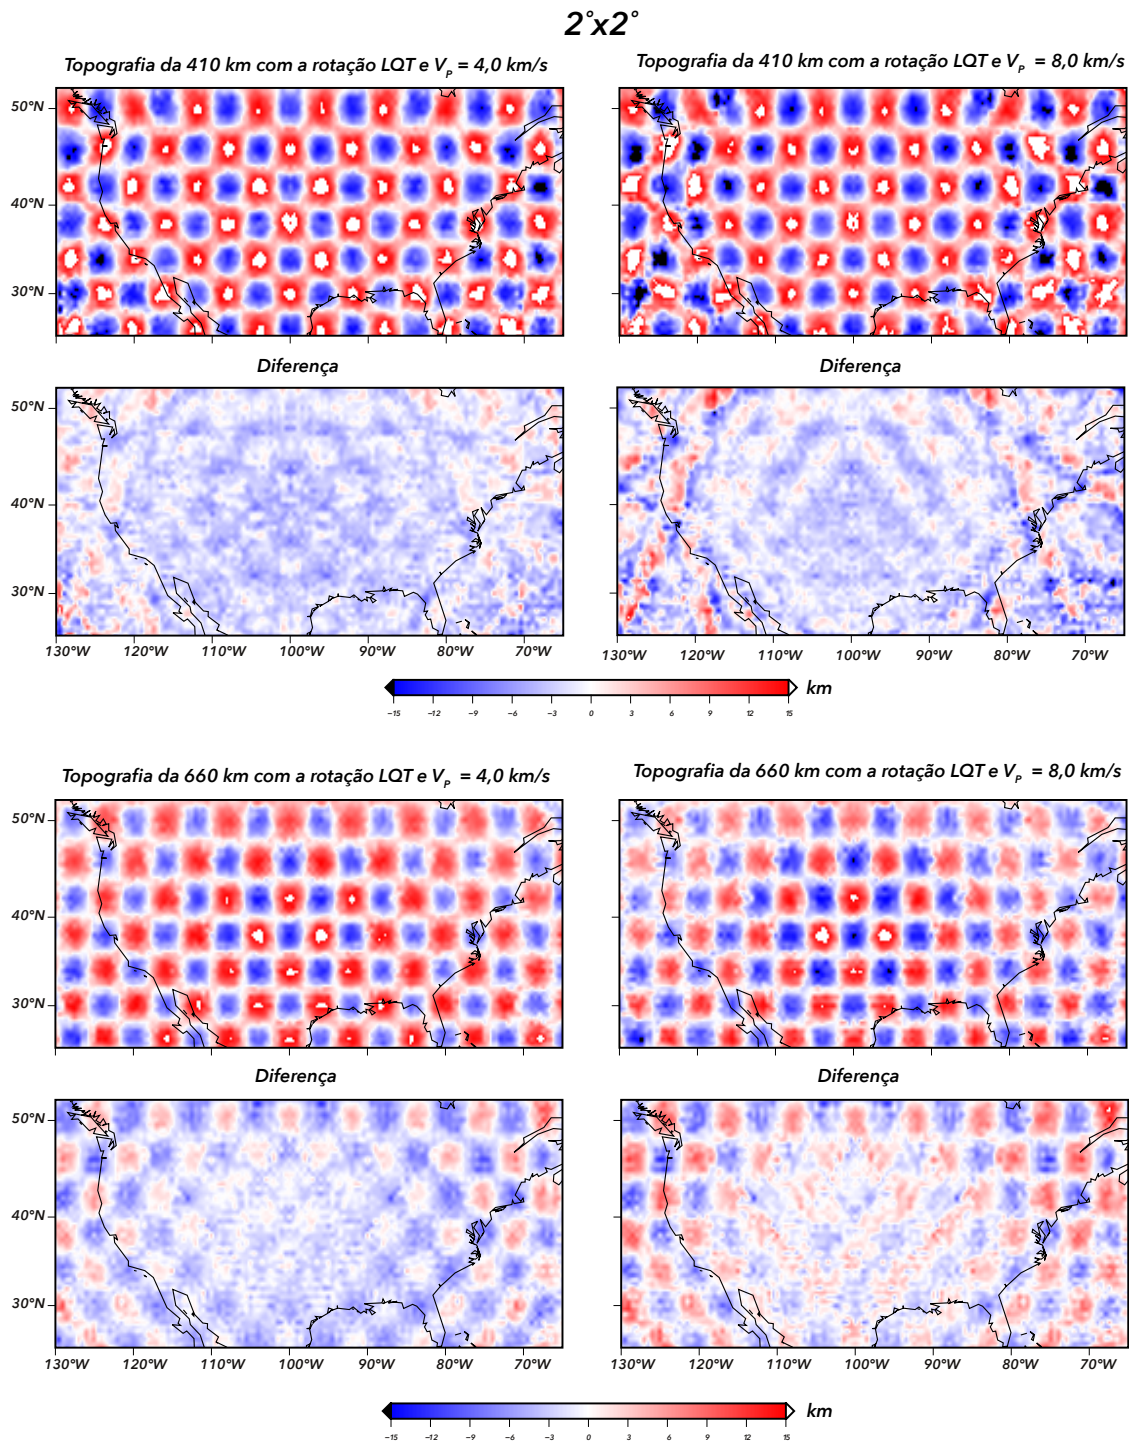 2°x2°
Topografia da 410 km com a rotação LQT e V_P = 4,0 km/s
Topografia da 410 km com a rotação LQT e V_P = 8,0 km/s
50°N
40°N
30°N
Diferença
Diferença
50°N
40°N
30°N
130°W 120°W 110°W 100°W 90°W 80°W 70°W
130°W 120°W 110°W 100°W 90°W 80°W 70°W
km
−15 −12 −9 −6 −3 0 3 6 9 12 15
Topografia da 660 km com a rotação LQT e V_P = 4,0 km/s
Topografia da 660 km com a rotação LQT e V_P = 8,0 km/s
50°N
40°N
30°N
Diferença
Diferença
50°N
40°N
30°N
130°W 120°W 110°W 100°W 90°W 80°W 70°W
130°W 120°W 110°W 100°W 90°W 80°W 70°W
km
−15 −12 −9 −6 −3 0 3 6 9 12 15